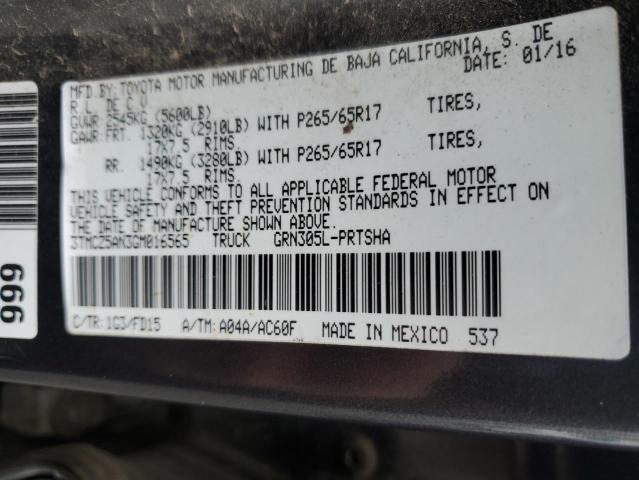 MFD.BY:TOYOTA MOTOR MANUFACTURING DE BAJA CALIFORNIA, S. DE
R.L. DE C.V. DATE: 01/16
GVWR: 2545KG (5600LB)
GAWR:FRT. 1320KG (2910LB) WITH P265/65R17 TIRES,
17X7.5 RIMS.
RR. 1490KG (3280LB) WITH P265/65R17 TIRES,
17X7.5 RIMS.
THIS VEHICLE CONFORMS TO ALL APPLICABLE FEDERAL MOTOR
VEHICLE SAFETY AND THEFT PREVENTION STANDARDS IN EFFECT ON
THE DATE OF MANUFACTURE SHOWN ABOVE.
3TMCZ5AN3GM016565 TRUCK GRN305L-PRTSHA
C/TR: 1G3/FD15 A/TM: A04A/AC60F MADE IN MEXICO 537
999